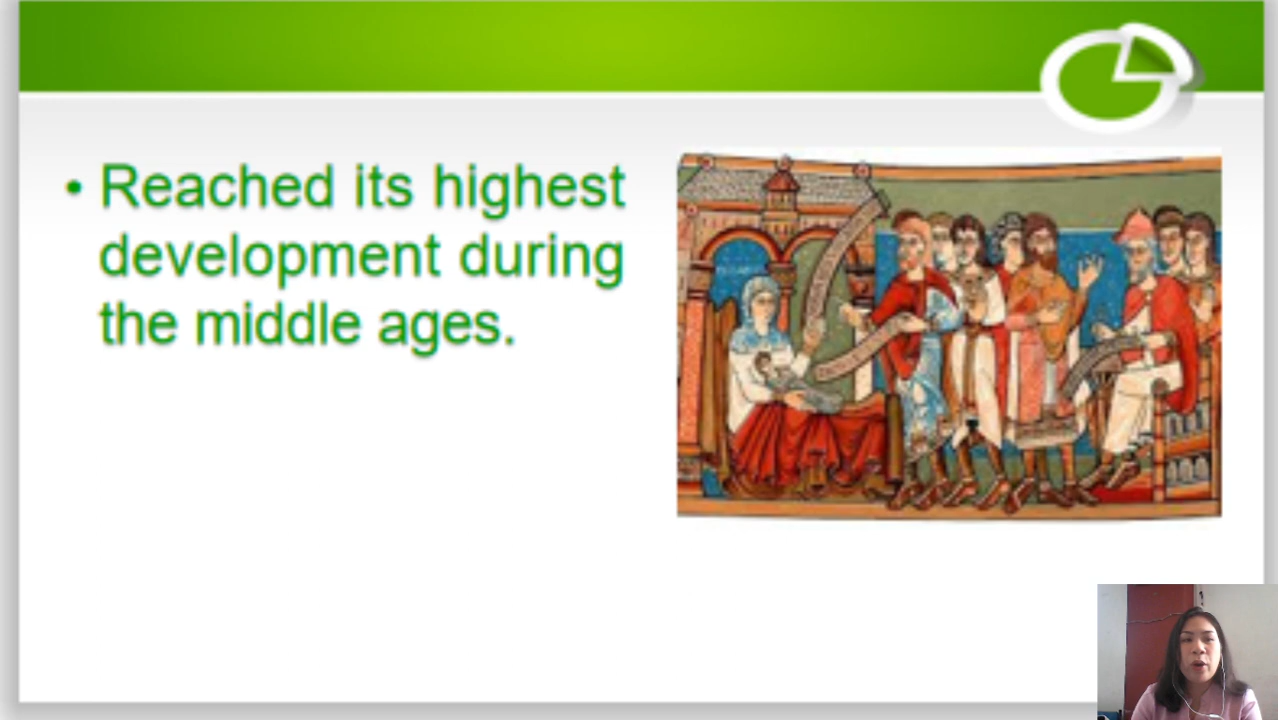 • Reached its highest
development during
the middle ages.